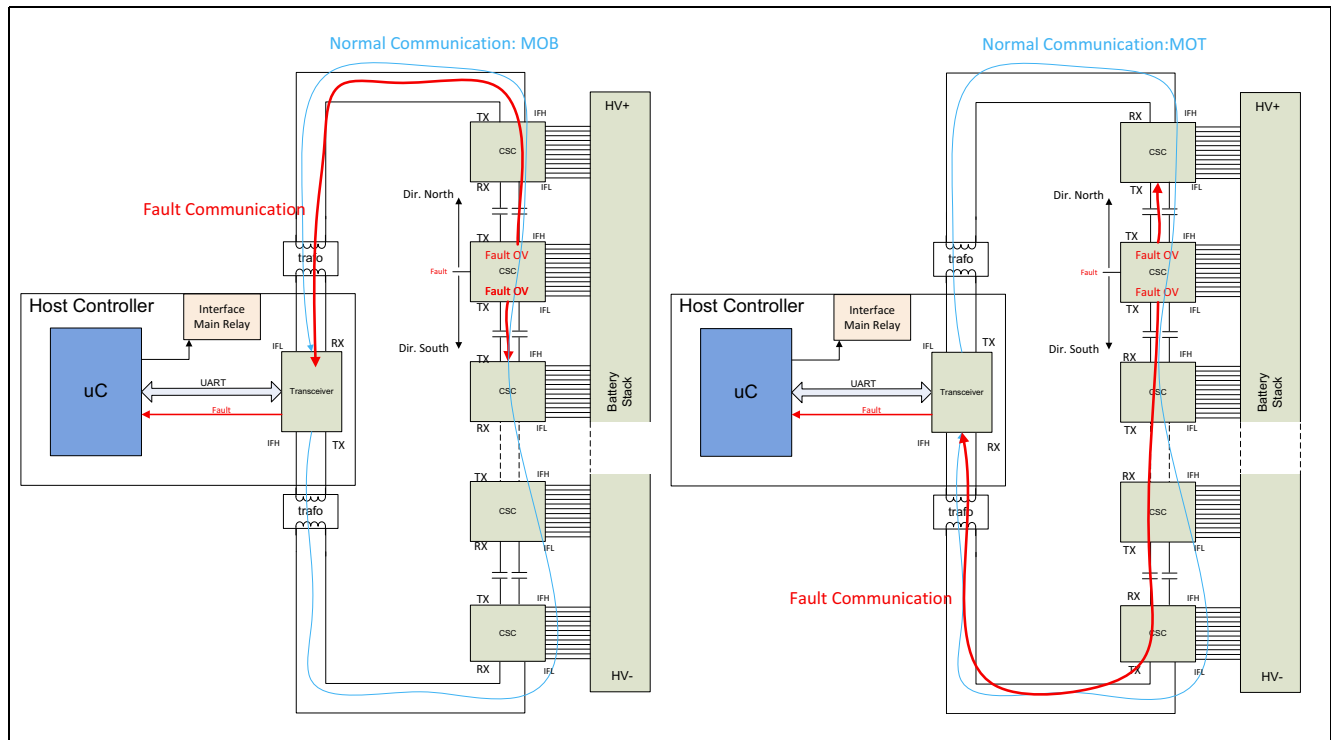 Normal Communication: MOB
TX
IFH
HV+
CSC
RX
IFL
Dir. North
Fault Communication
TX
IFH
Fault OV
trafo
Fault
CSC
Fault OV
Host Controller
Interface
Main Relay
TX
IFL
RX
IFL
Dir. South
TX
IFH
uC
UART
Transceiver
CSC
Battery
Stack
Fault
RX
IFL
IFH
TX
TX
IFH
trafo
CSC
RX
IFL
TX
IFH
CSC
RX
IFL
HV-
Normal Communication:MOT
RX
IFH
HV+
CSC
TX
IFL
Dir. North
TX
IFH
Fault OV
trafo
Fault
CSC
Fault OV
Host Controller
Interface
Main Relay
TX
IFL
TX
IFL
Dir. South
RX
IFH
uC
UART
Transceiver
CSC
Battery
Stack
Fault
TX
IFL
IFH
RX
RX
IFH
trafo
CSC
TX
IFL
Fault Communication
RX
IFH
CSC
TX
IFL
HV-